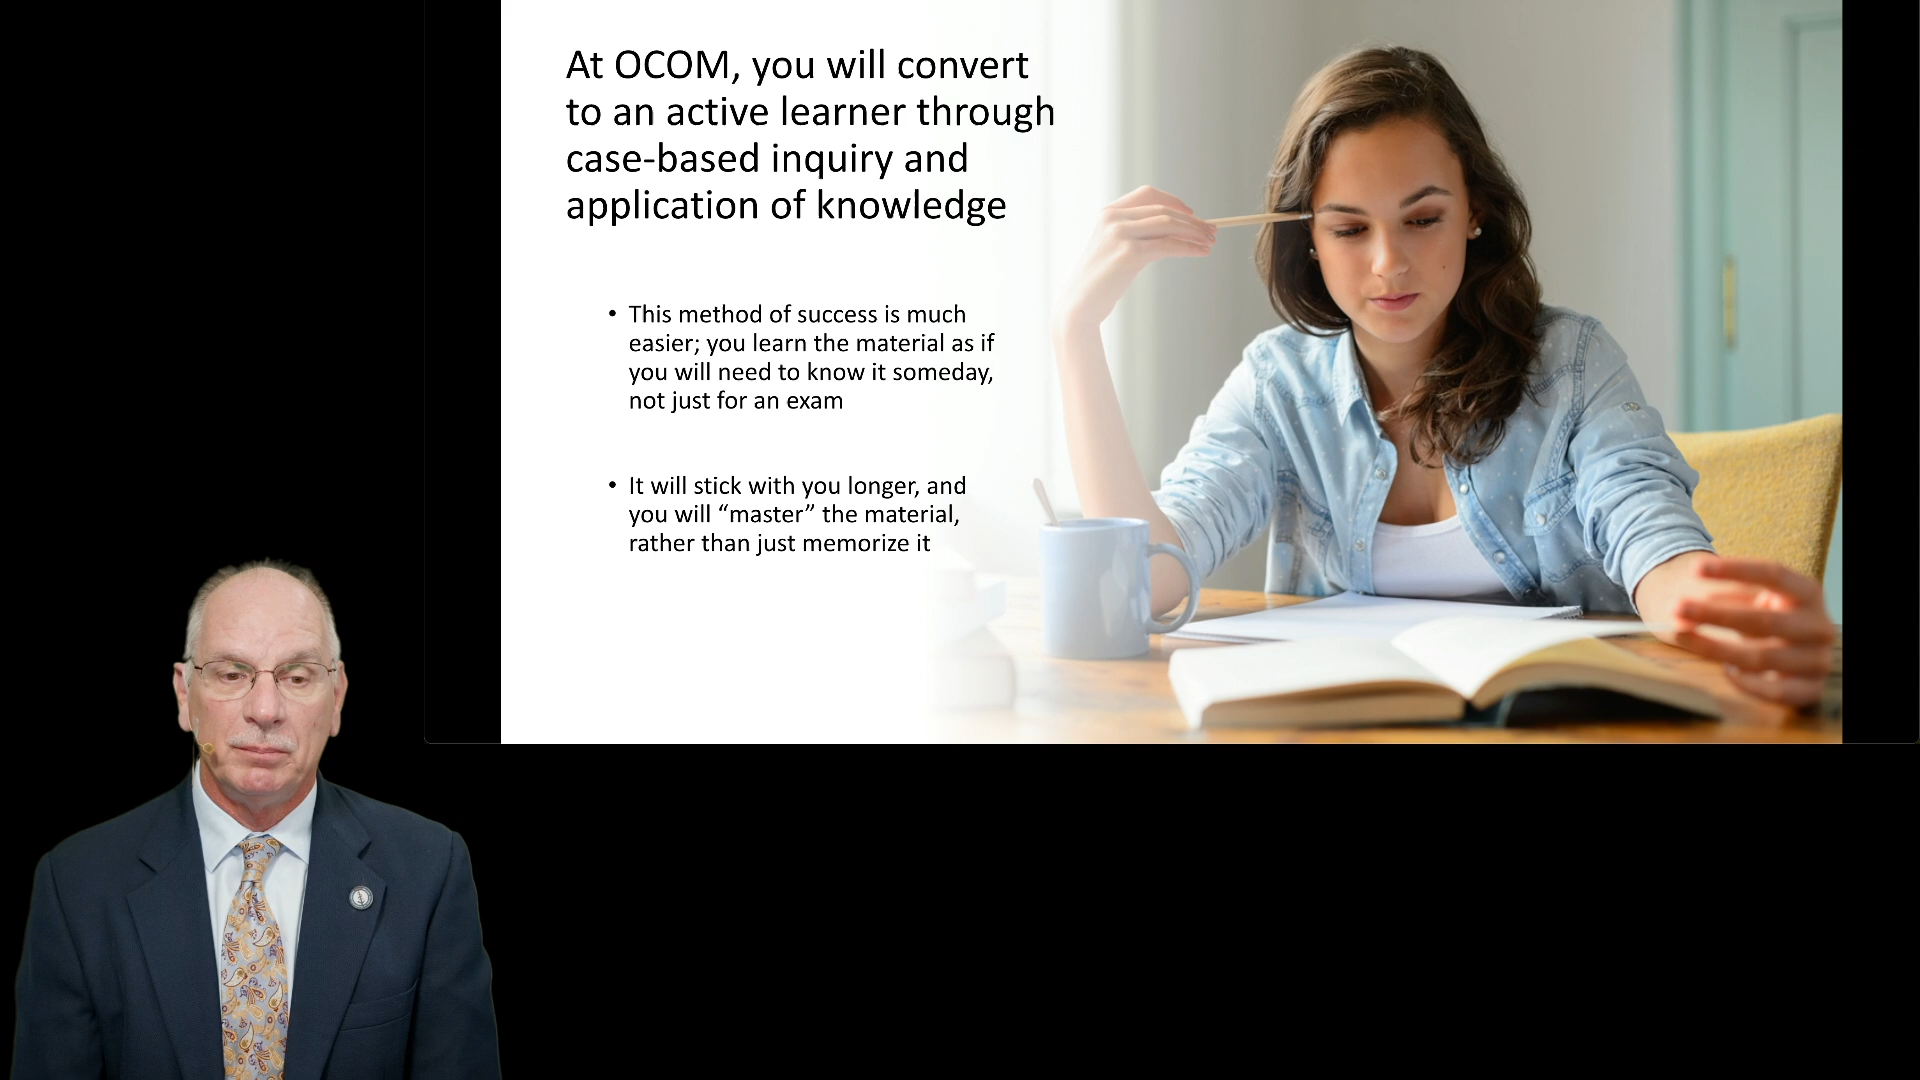 At OCOM, you will convert
to an active learner through
case-based inquiry and
application of knowledge
• This method of success is much
easier; you learn the material as if
you will need to know it someday,
not just for an exam
• It will stick with you longer, and
you will “master” the material,
rather than just memorize it